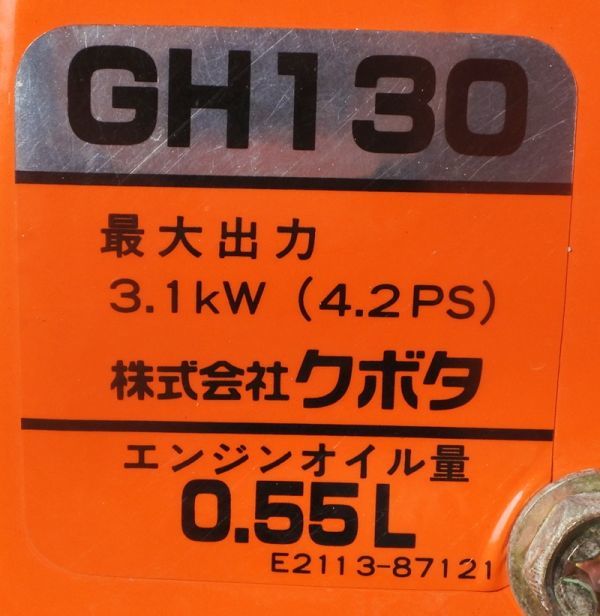 GH130
最大出力
3.1kW (4.2PS)
株式会社クボタ
エンジンオイル量
0.55L
E2113-87121